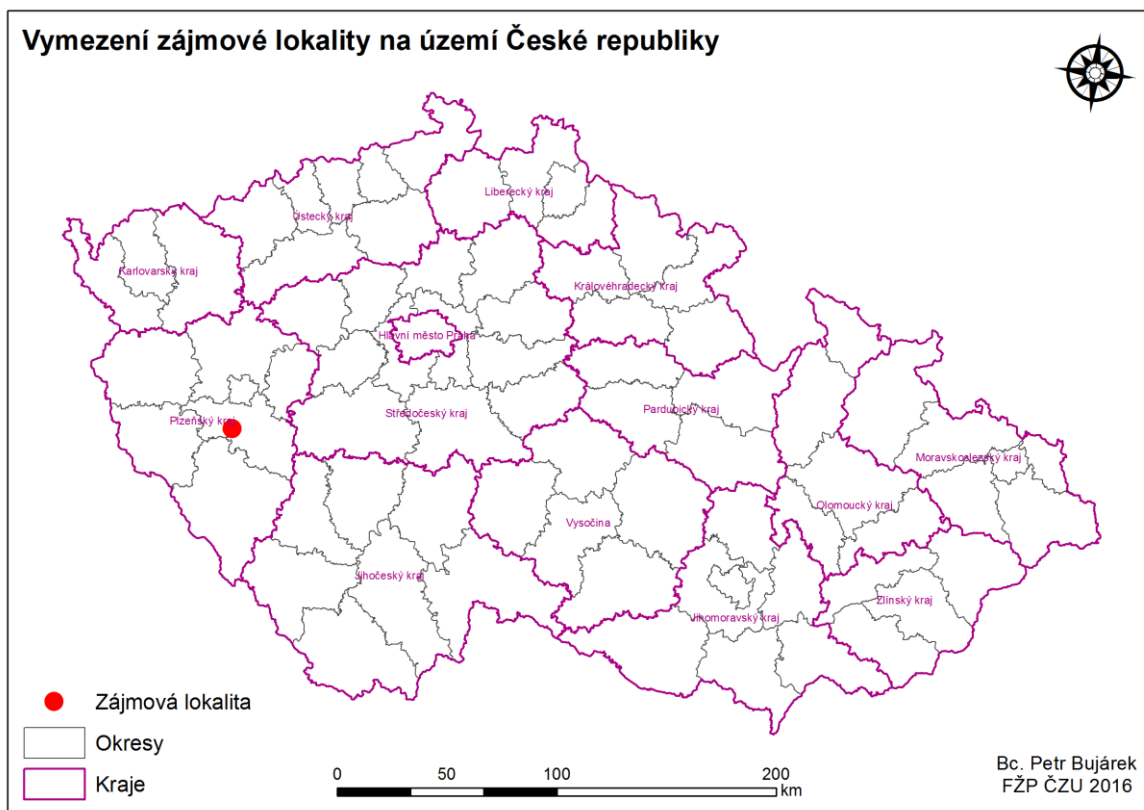 Vymezení zájmové lokality na území České republiky
Liberecký kraj
Ústecký kraj
Karlovarský kraj
Královéhradecký kraj
Hlavní město Praha
Středočeský kraj
Pardubický kraj
Plzeňský kraj
Moravskoslezský kraj
Olomoucký kraj
Vysočina
Jihočeský kraj
Zlínský kraj
Jihomoravský kraj
Zájmová lokalita
Okresy
Kraje
0 50 100 200
km
Bc. Petr Bujárek
FŽP ČZU 2016